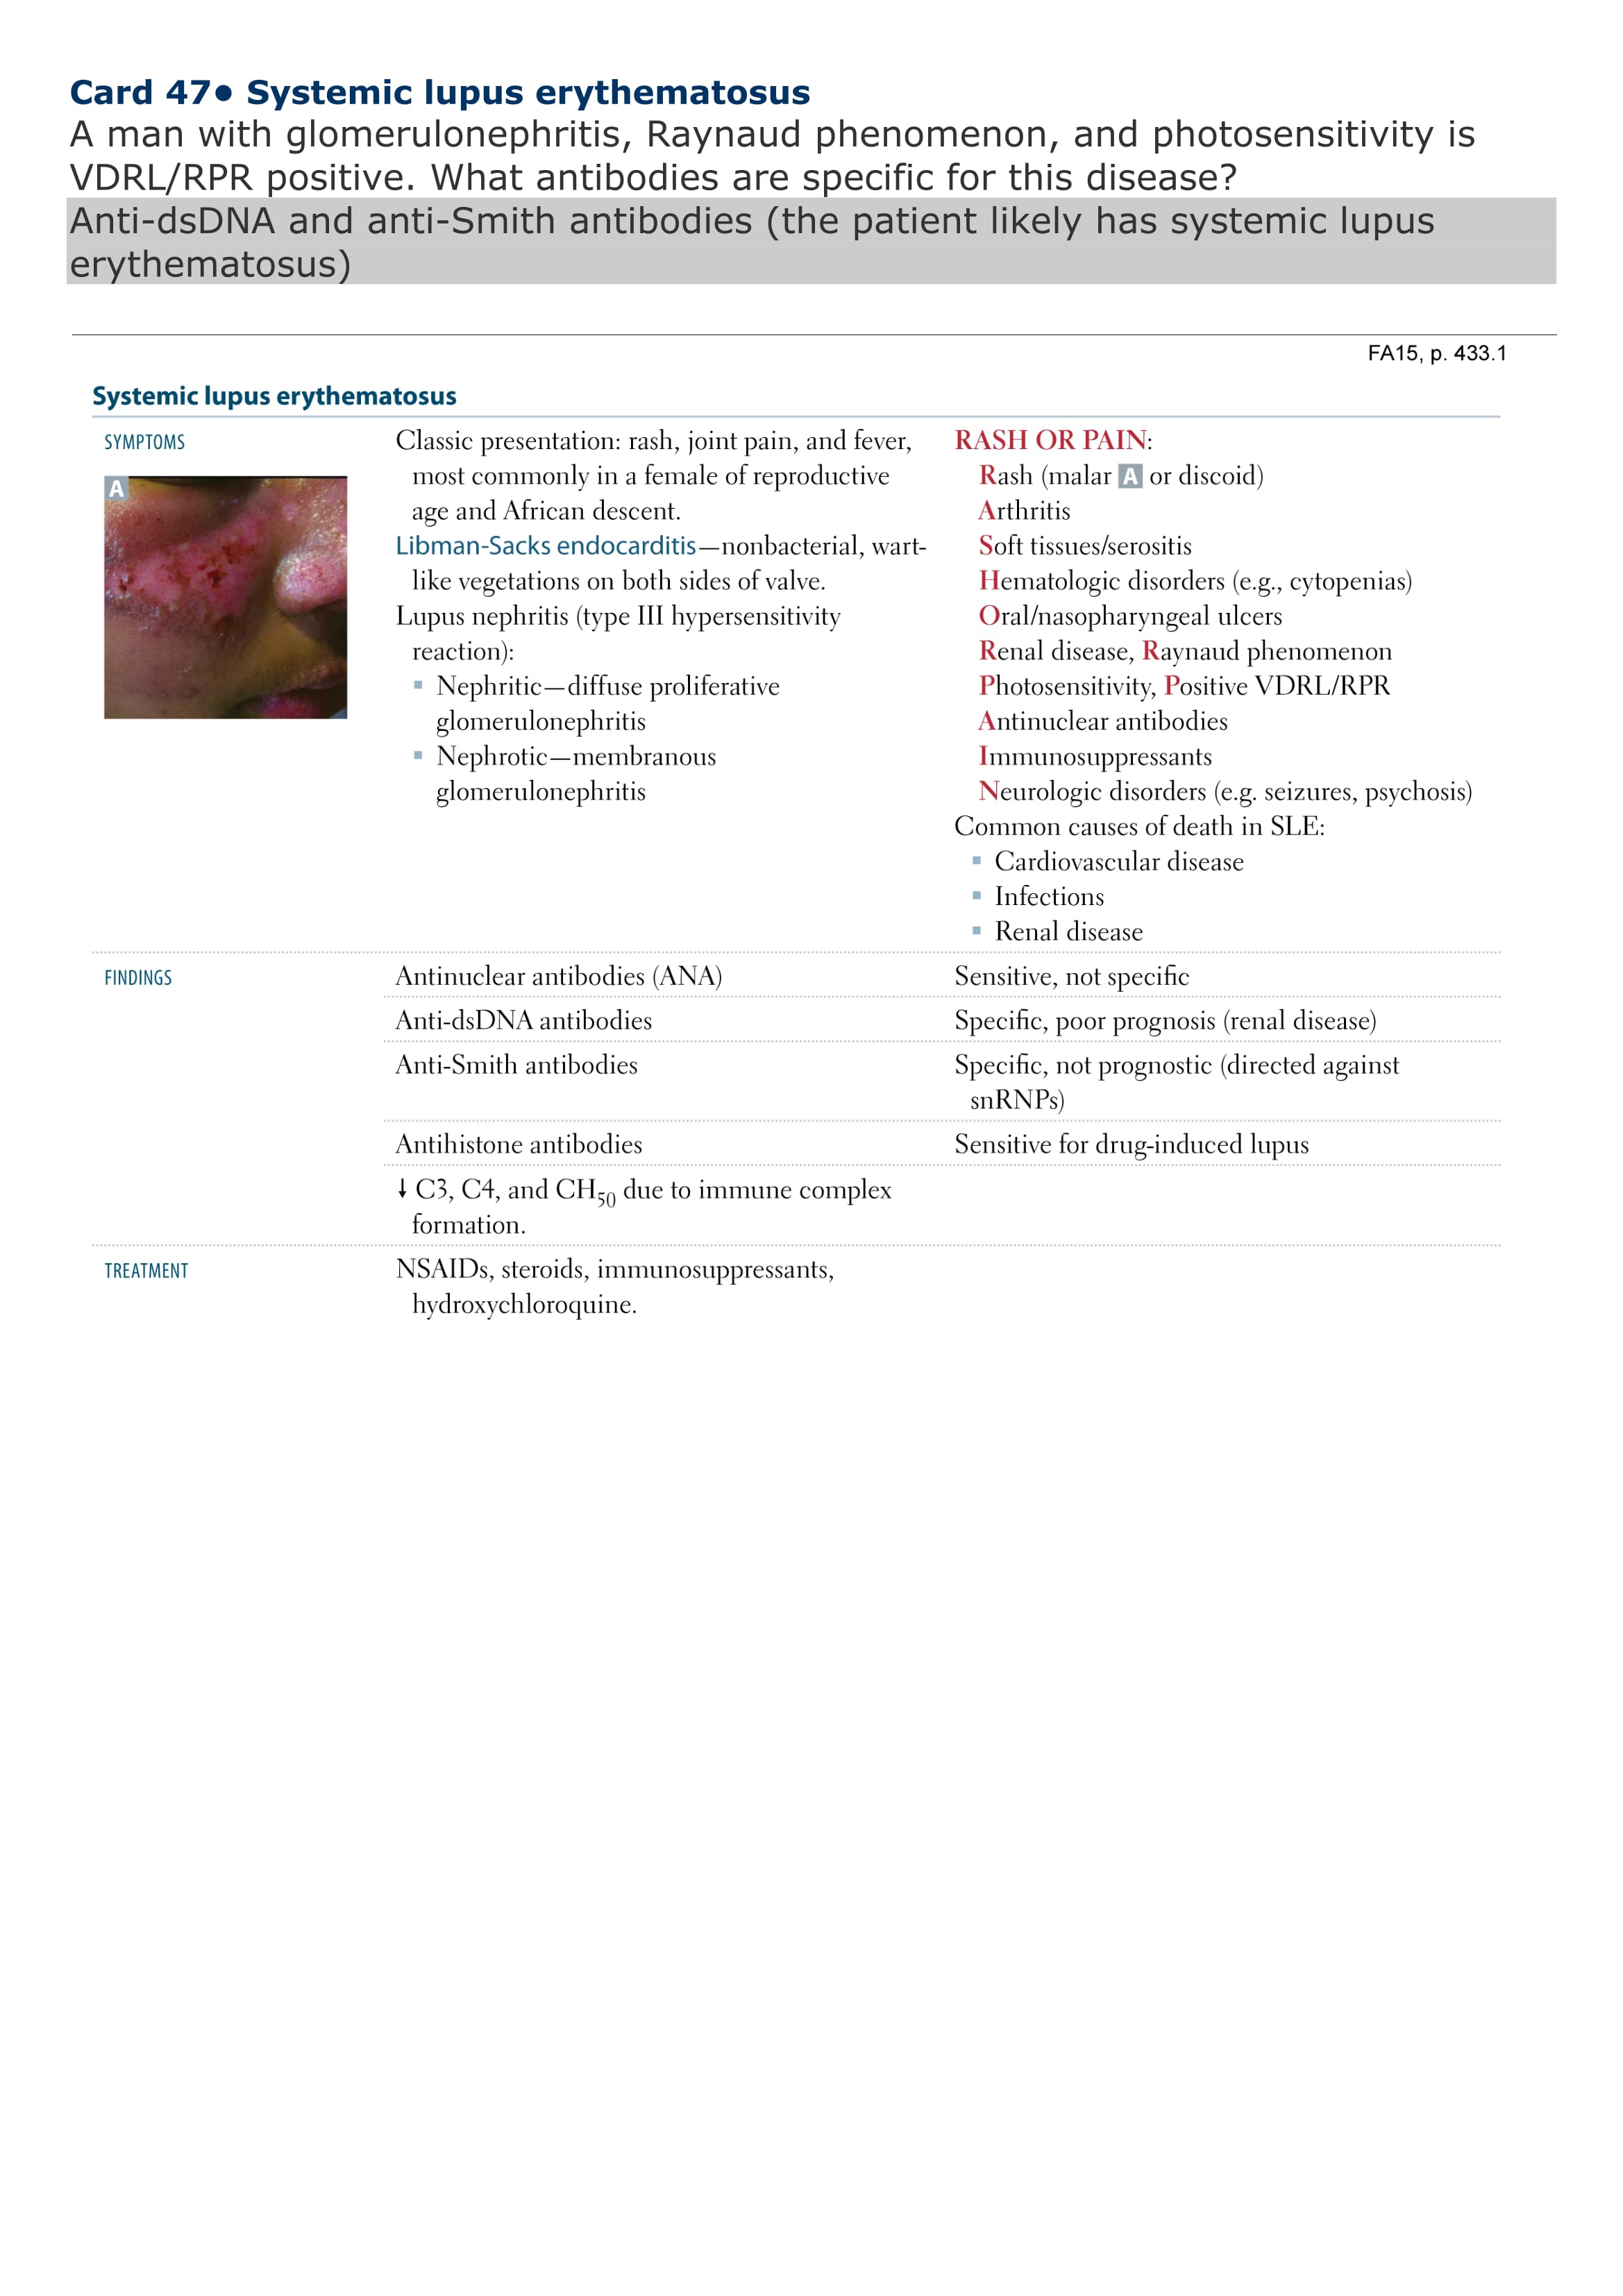 Card 47● Systemic lupus erythematosus
A man with glomerulonephritis, Raynaud phenomenon, and photosensitivity is
VDRL/RPR positive. What antibodies are specific for this disease?
Anti-dsDNA and anti-Smith antibodies (the patient likely has systemic lupus
erythematosus)
FA15, p. 433.1
Systemic lupus erythematosus
SYMPTOMS
A
Classic presentation: rash, joint pain, and fever,
most commonly in a female of reproductive
age and African descent.
Libman-Sacks endocarditis—nonbacterial, wart-
like vegetations on both sides of valve.
Lupus nephritis (type III hypersensitivity
reaction):
▪ Nephritic—diffuse proliferative
glomerulonephritis
▪ Nephrotic—membranous
glomerulonephritis
RASH OR PAIN:
Rash (malar A or discoid)
Arthritis
Soft tissues/serositis
Hematologic disorders (e.g., cytopenias)
Oral/nasopharyngeal ulcers
Renal disease, Raynaud phenomenon
Photosensitivity, Positive VDRL/RPR
Antinuclear antibodies
Immunosuppressants
Neurologic disorders (e.g. seizures, psychosis)
Common causes of death in SLE:
▪ Cardiovascular disease
▪ Infections
▪ Renal disease
FINDINGS
Antinuclear antibodies (ANA)
Sensitive, not specific
Anti-dsDNA antibodies
Specific, poor prognosis (renal disease)
Anti-Smith antibodies
Specific, not prognostic (directed against
snRNPs)
Antihistone antibodies
Sensitive for drug-induced lupus
↓ C3, C4, and CH50 due to immune complex
formation.
TREATMENT
NSAIDs, steroids, immunosuppressants,
hydroxychloroquine.